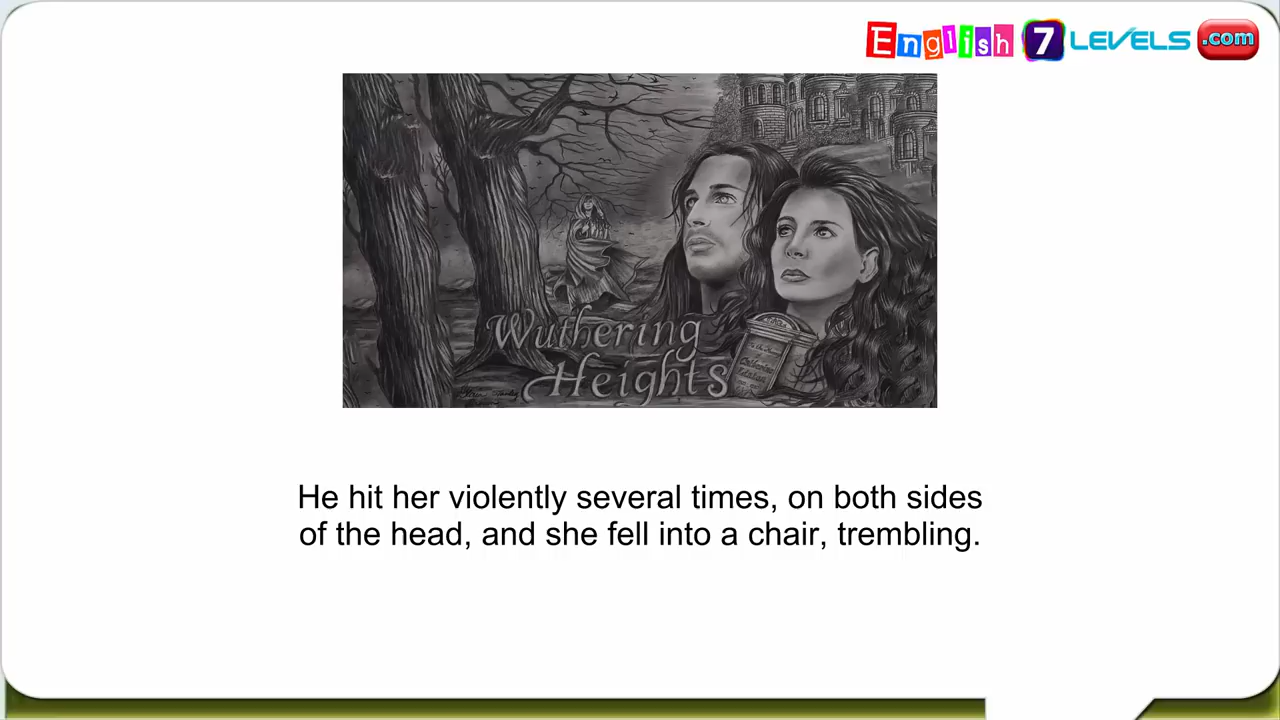 English 7 LEVELS .com
Wuthering
Heights
He hit her violently several times, on both sides
of the head, and she fell into a chair, trembling.